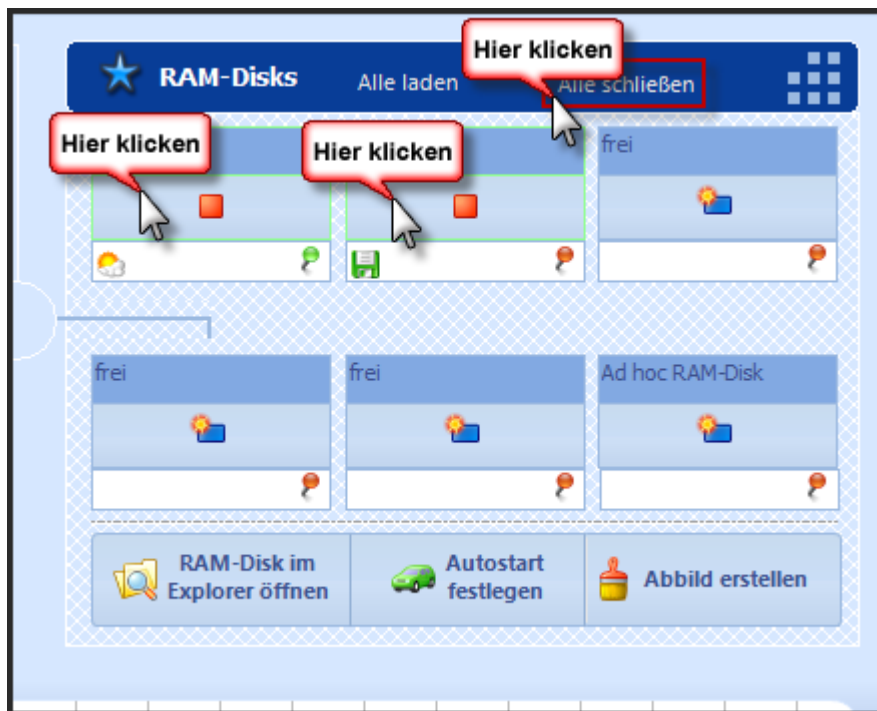 Hier klicken
RAM-Disks Alle laden Alle schließen
Hier klicken Hier klicken frei
frei frei Ad hoc RAM-Disk
RAM-Disk im
Explorer öffnen
Autostart
festlegen
Abbild erstellen